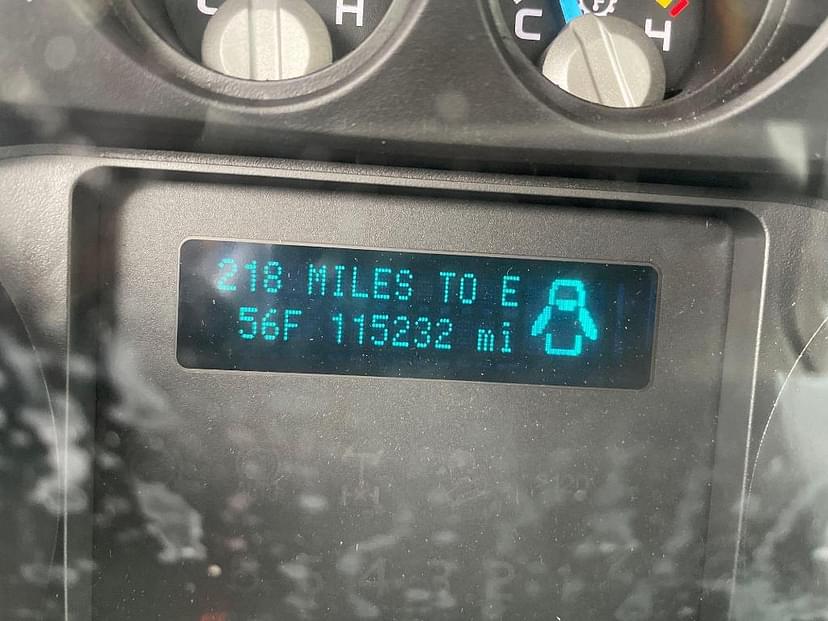 C H C H
218 MILES TO E
56F 115232 mi